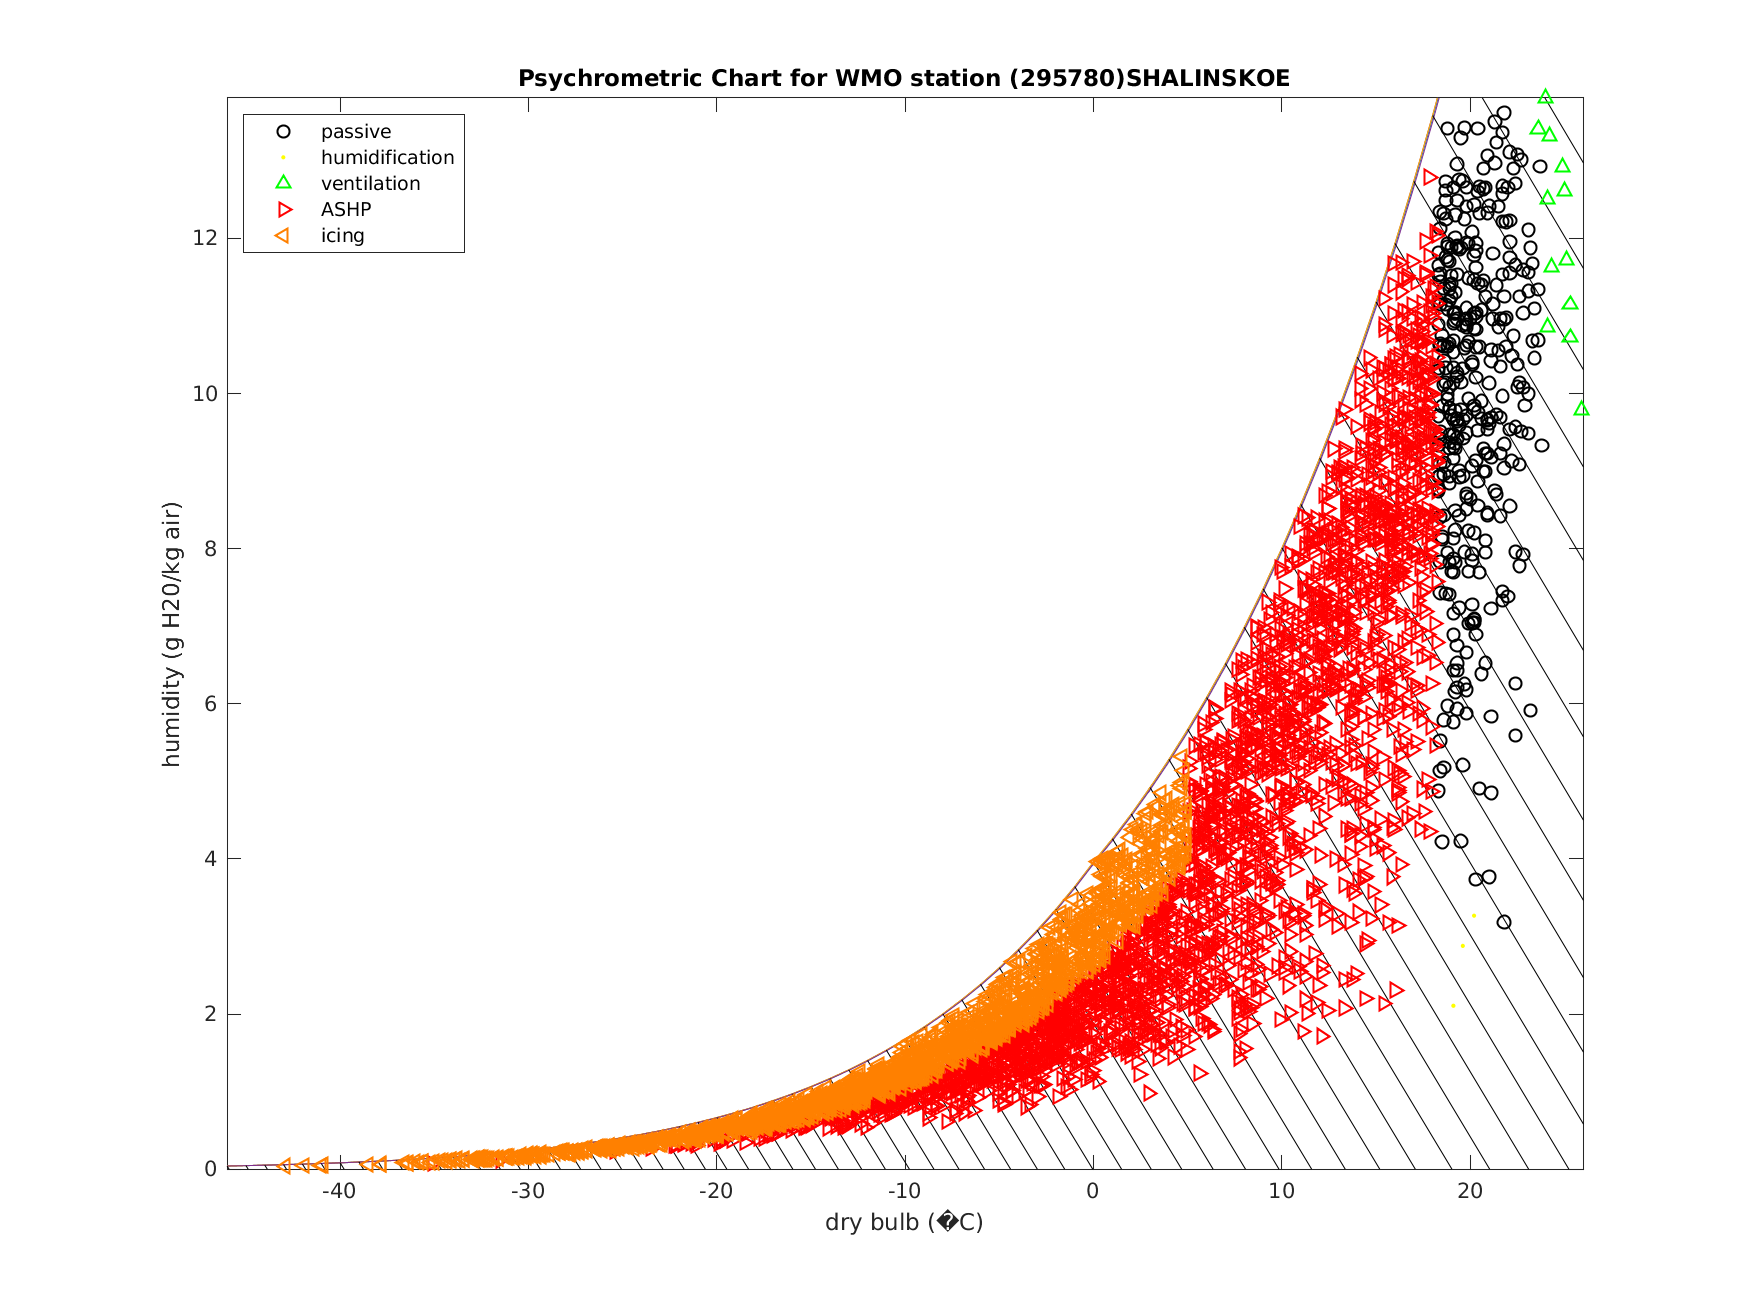 Psychrometric Chart for WMO station (295780)SHALINSKOE
passive
humidification
ventilation
ASHP
icing
12
10
8
6
4
2
0
humidity (g H20/kg air)
-40 -30 -20 -10 0 10 20
dry bulb (�C)